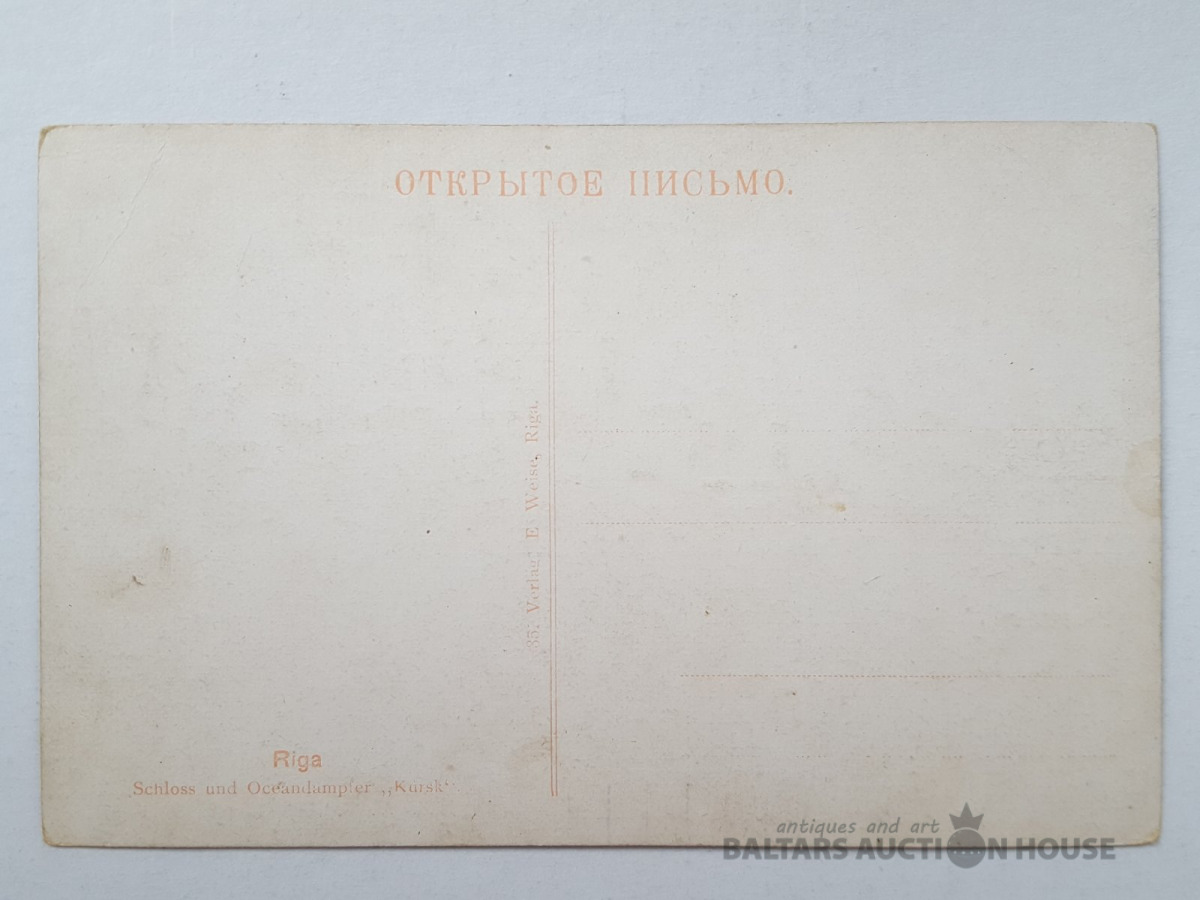 ОТКРЫТОЕ ПИСЬМО.
35. Verlag: E Weise, Riga.
Riga
Schloss und Oceandampfer „Kursk“
antiques and art
BALTARS AUCTION HOUSE